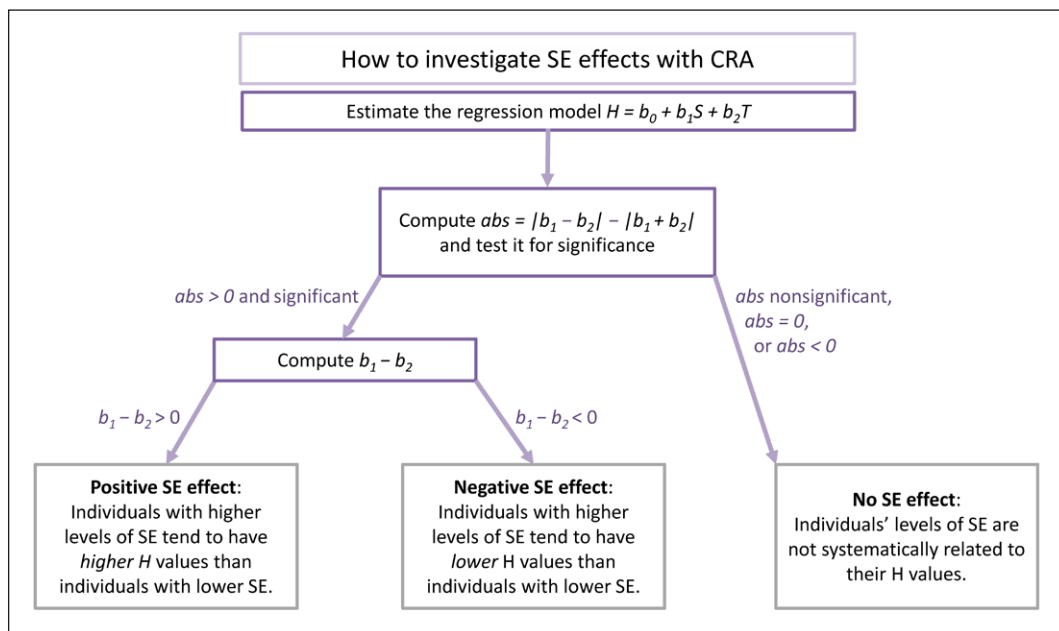 How to investigate SE effects with CRA
Estimate the regression model H = b₀ + b₁S + b₂T
Compute abs = |b₁ − b₂| − |b₁ + b₂|
and test it for significance
abs > 0 and significant
abs nonsignificant,
abs = 0,
or abs < 0
Compute b₁ − b₂
b₁ − b₂ > 0
b₁ − b₂ < 0
Positive SE effect:
Individuals with higher
levels of SE tend to have
higher H values than
individuals with lower SE.
Negative SE effect:
Individuals with higher
levels of SE tend to have
lower H values than
individuals with lower SE.
No SE effect:
Individuals’ levels of SE are
not systematically related to
their H values.